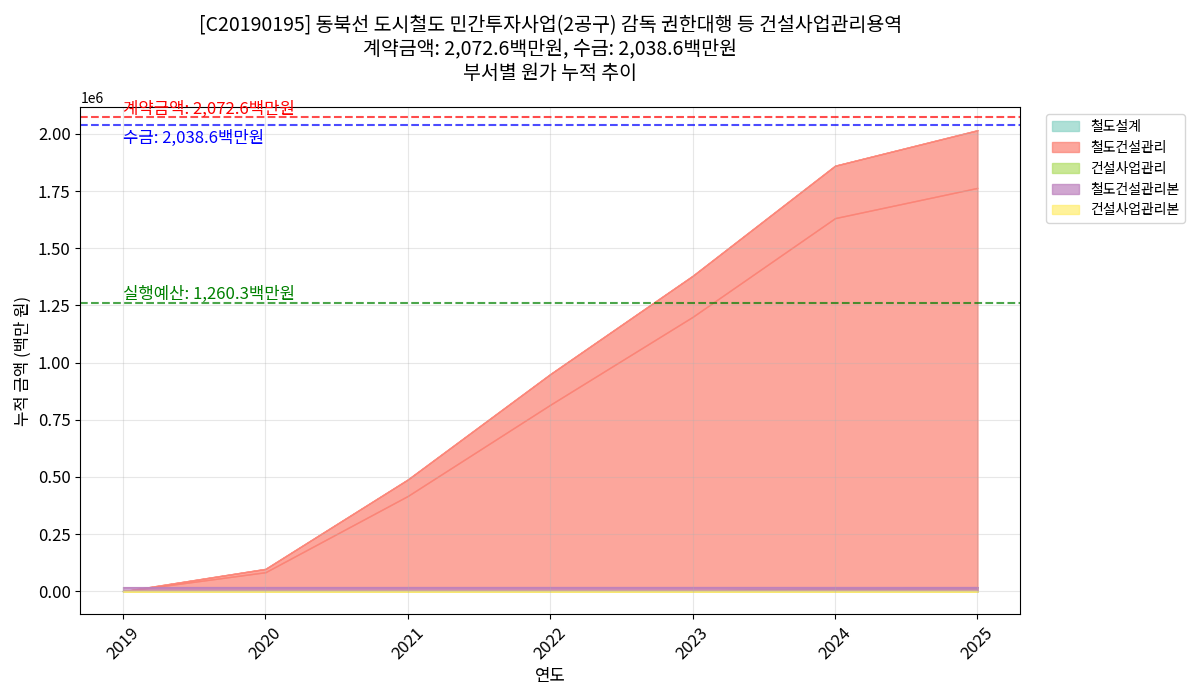 [C20190195] 동북선 도시철도 민간투자사업(2공구) 감독 권한대행 등 건설사업관리용역
계약금액: 2,072.6백만원, 수금: 2,038.6백만원
부서별 원가 누적 추이
1e6
계약금액: 2,072.6백만원
수금: 2,038.6백만원
실행예산: 1,260.3백만원
2.00
1.75
1.50
1.25
1.00
0.75
0.50
0.25
0.00
누적 금액 (백만 원)
2019
2020
2021
2022
2023
2024
2025
연도
철도설계
철도건설관리
건설사업관리
철도건설관리본
건설사업관리본